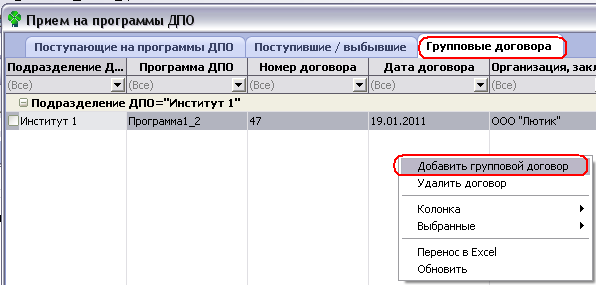 Прием на программы ДПО
Поступающие на программы ДПО Поступившие / выбывшие Групповые договора
Подразделение Д... Программа ДПО Номер договора Дата договора Организация, закл
(Все) (Все) (Все) (Все) (Все)
Подразделение ДПО="Институт 1"
Институт 1 Программа1_2 47 19.01.2011 ООО "Лютик"
Добавить групповой договор
Удалить договор
Колонка
Выбранные
Перенос в Excel
Обновить